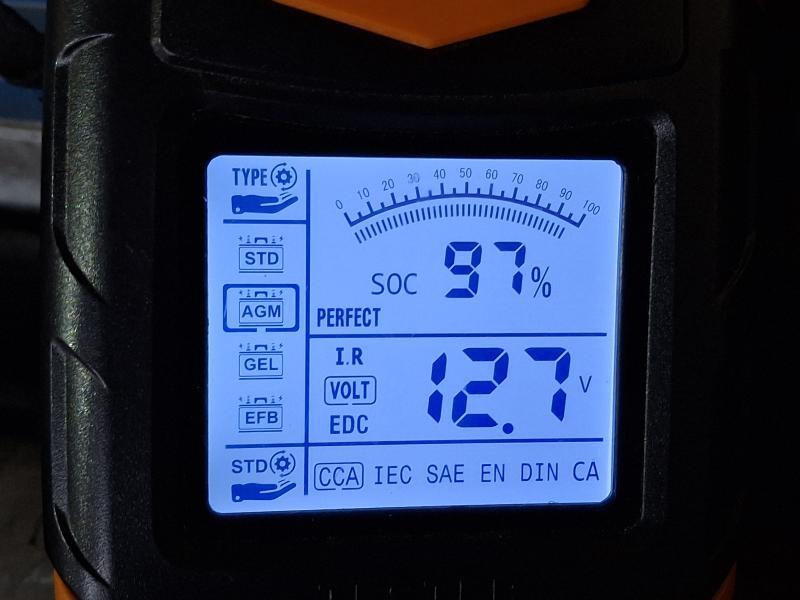 TYPE
0 10 20 30 40 50 60 70 80 90 100
STD
AGM
GEL
EFB
SOC 97%
PERFECT
I.R
VOLT
EDC
12.7 V
STD
CCA IEC SAE EN DIN CA